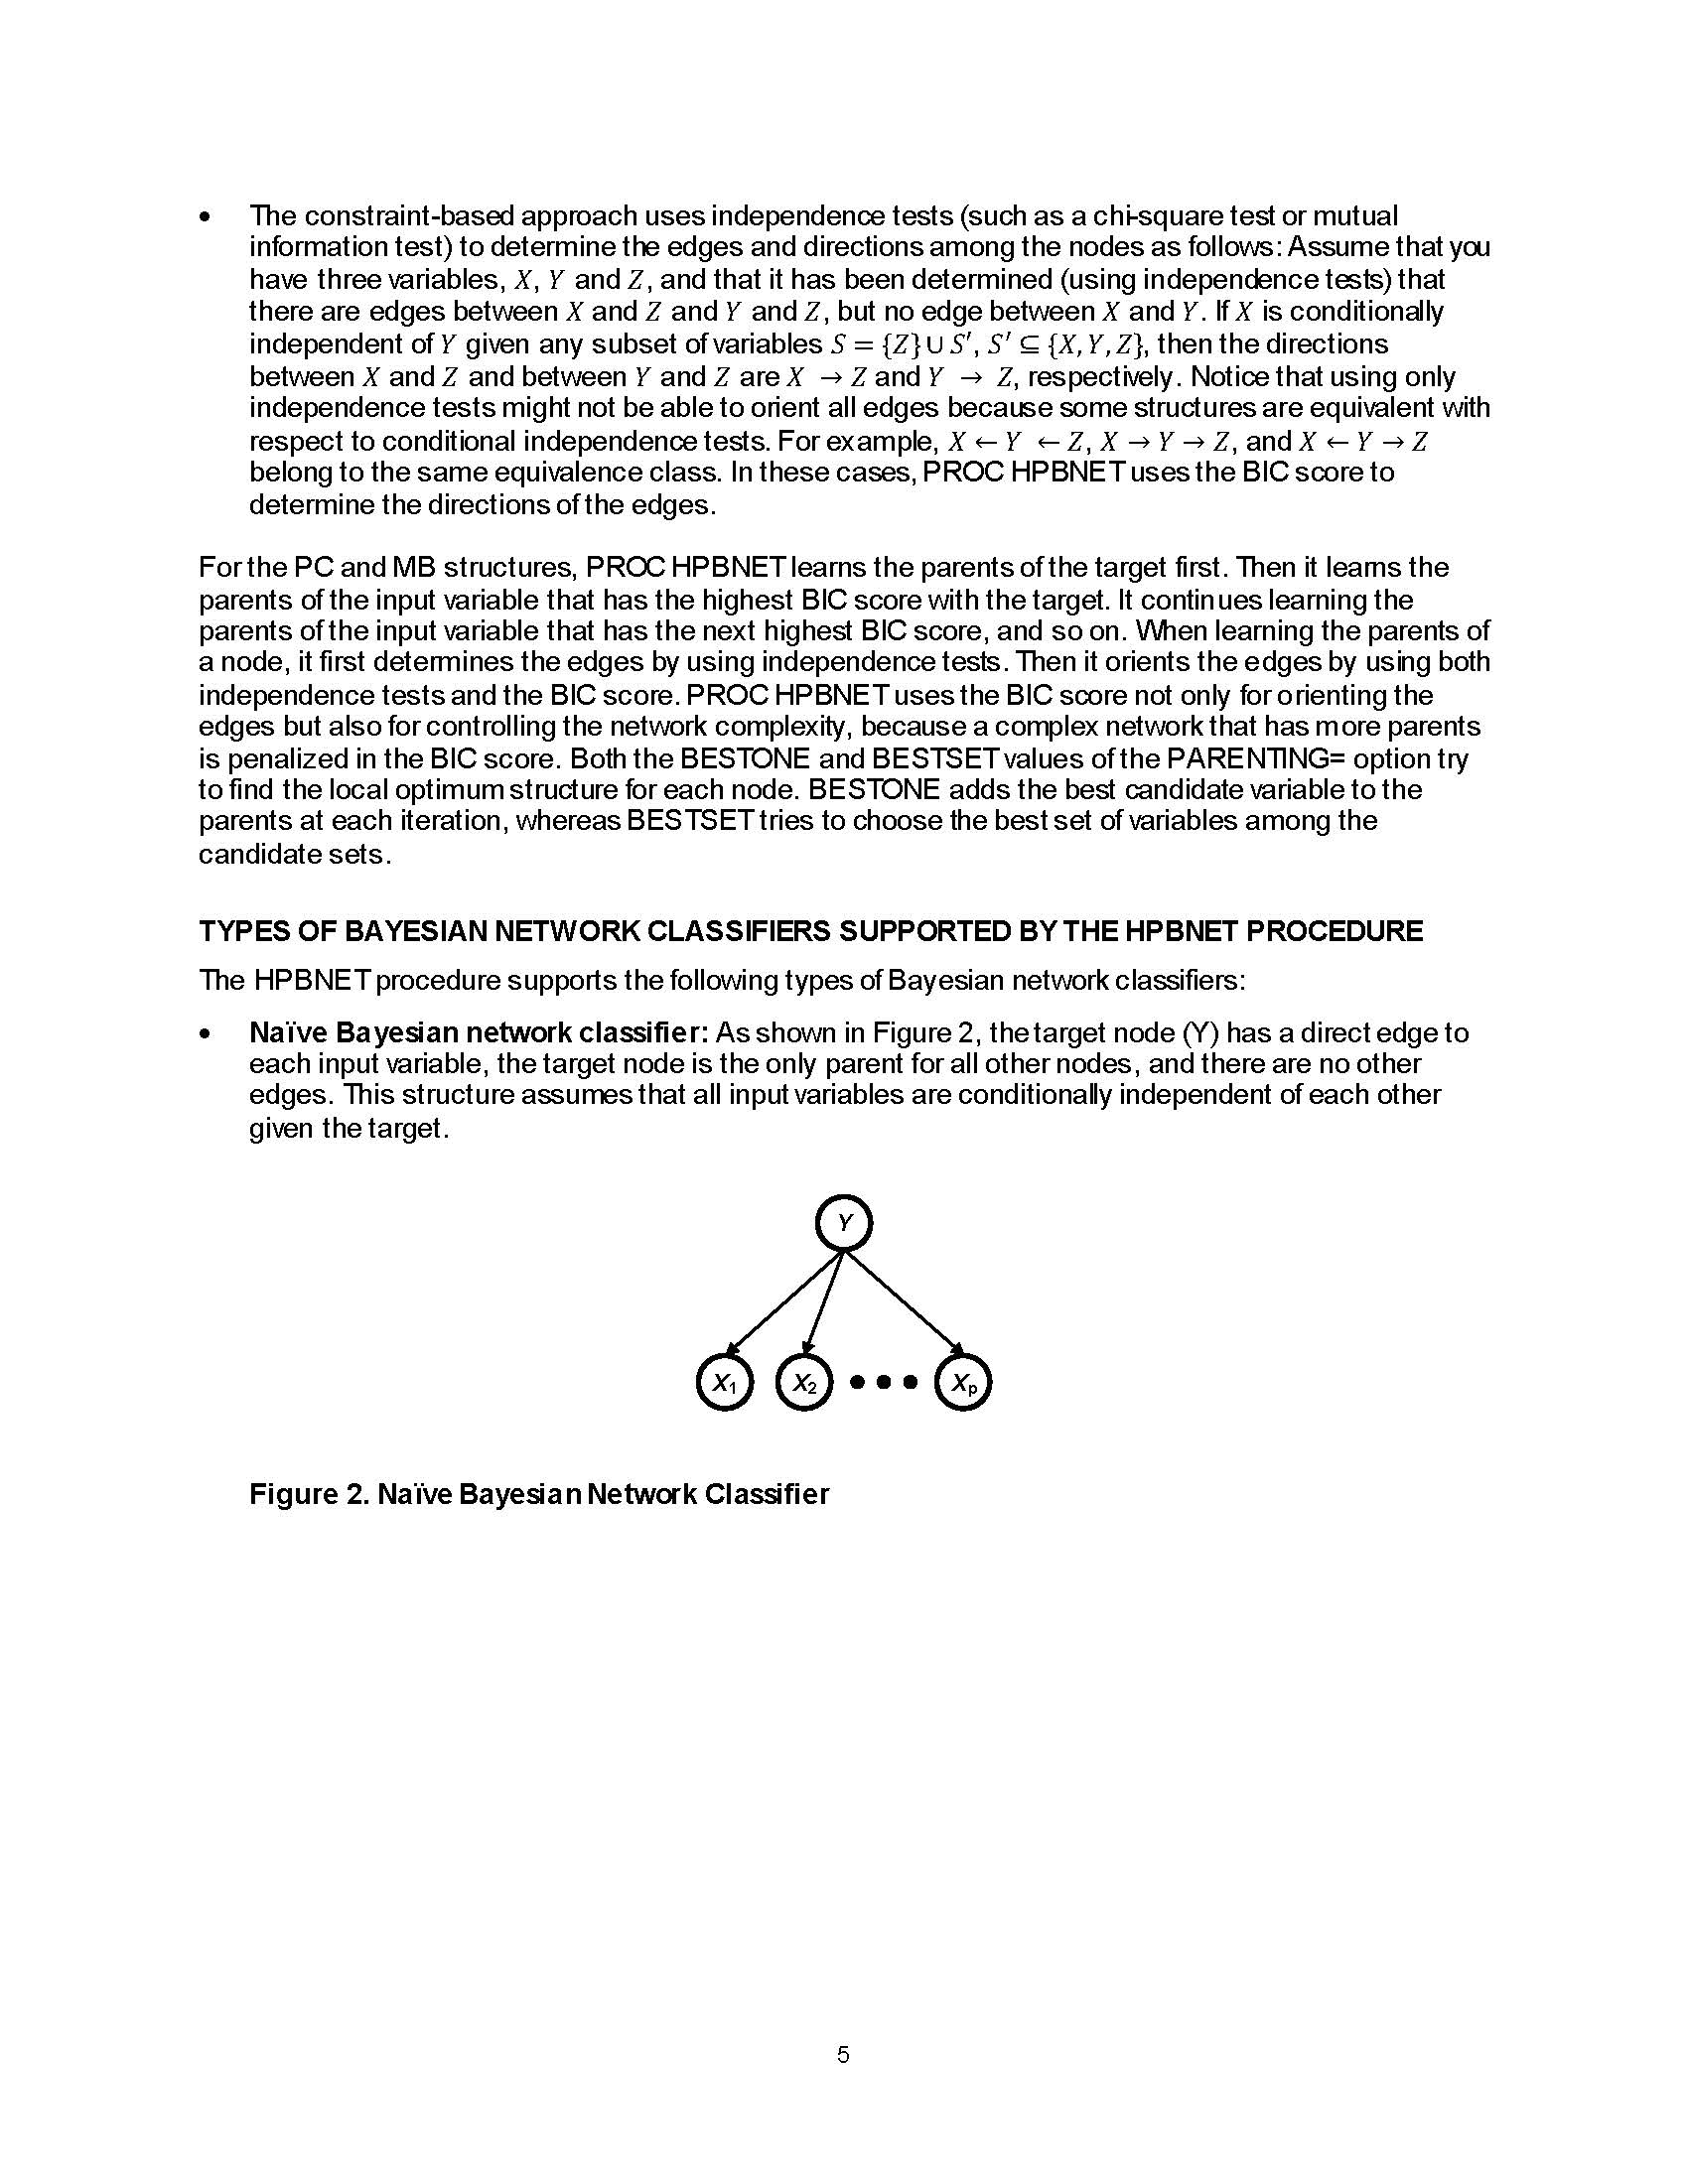 • The constraint-based approach uses independence tests (such as a chi-square test or mutual
information test) to determine the edges and directions among the nodes as follows: Assume that you
have three variables, X, Y and Z, and that it has been determined (using independence tests) that
there are edges between X and Z and Y and Z, but no edge between X and Y. If X is conditionally
independent of Y given any subset of variables S = {Z} ∪ S′, S′ ⊆ {X, Y, Z}, then the directions
between X and Z and between Y and Z are X → Z and Y → Z, respectively. Notice that using only
independence tests might not be able to orient all edges because some structures are equivalent with
respect to conditional independence tests. For example, X ← Y ← Z, X → Y → Z, and X ← Y → Z
belong to the same equivalence class. In these cases, PROC HPBNET uses the BIC score to
determine the directions of the edges.
For the PC and MB structures, PROC HPBNET learns the parents of the target first. Then it learns the
parents of the input variable that has the highest BIC score with the target. It continues learning the
parents of the input variable that has the next highest BIC score, and so on. When learning the parents of
a node, it first determines the edges by using independence tests. Then it orients the edges by using both
independence tests and the BIC score. PROC HPBNET uses the BIC score not only for orienting the
edges but also for controlling the network complexity, because a complex network that has more parents
is penalized in the BIC score. Both the BESTONE and BESTSET values of the PARENTING= option try
to find the local optimum structure for each node. BESTONE adds the best candidate variable to the
parents at each iteration, whereas BESTSET tries to choose the best set of variables among the
candidate sets.
TYPES OF BAYESIAN NETWORK CLASSIFIERS SUPPORTED BY THE HPBNET PROCEDURE
The HPBNET procedure supports the following types of Bayesian network classifiers:
• Naïve Bayesian network classifier: As shown in Figure 2, the target node (Y) has a direct edge to
each input variable, the target node is the only parent for all other nodes, and there are no other
edges. This structure assumes that all input variables are conditionally independent of each other
given the target.
Y
X1 X2 ••• Xp
Figure 2. Naïve Bayesian Network Classifier
5